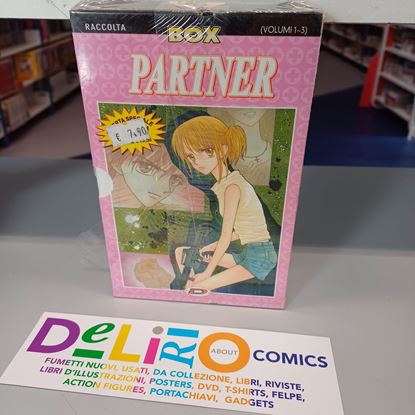 RACCOLTA
BOX
(VOLUMI 1-3)
PARTNER
€ 7,90
DeLiRiO
ABOUT
COMICS
FUMETTI NUOVI, USATI, DA COLLEZIONE, LIBRI, RIVISTE,
LIBRI D'ILLUSTRAZIONI, POSTERS, DVD, T-SHIRTS, FELPE,
ACTION FIGURES, PORTACHIAVI, GADGETS